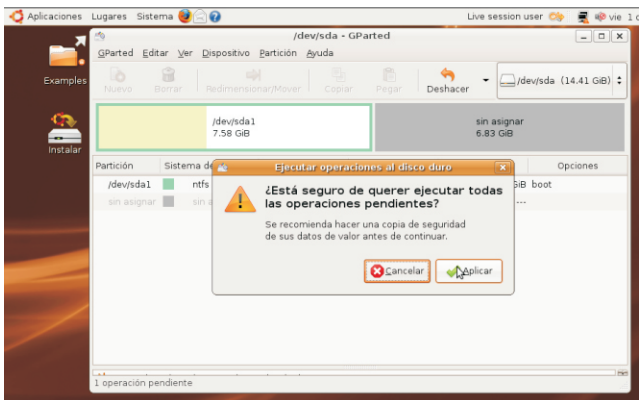 Aplicaciones Lugares Sistema Live session user vie 1
/dev/sda - GParted
GParted Editar Ver Dispositivo Partición Ayuda
Examples
Nuevo Borrar Redimensionar/Mover Copiar Pegar Deshacer /dev/sda (14.41 GiB)
/dev/sda1
7.58 GiB
sin asignar
6.83 GiB
Instalar
Partición Sistema de Opciones
Ejecutar operaciones al disco duro
/dev/sda1 ntfs GiB boot
sin asignar sin a ---
¿Está seguro de querer ejecutar todas
las operaciones pendientes?
Se recomienda hacer una copia de seguridad
de sus datos de valor antes de continuar.
Cancelar Aplicar
1 operación pendiente